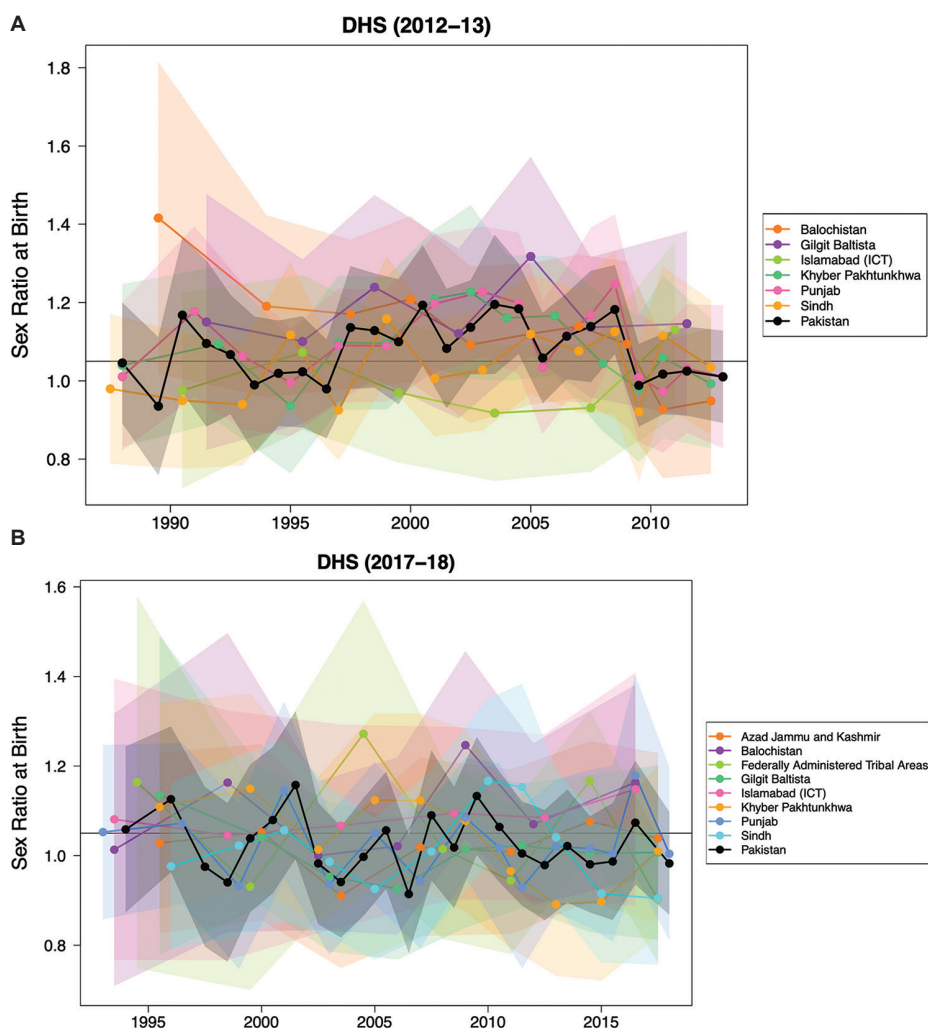 A
DHS (2012–13)
Sex Ratio at Birth
1.8
1.6
1.4
1.2
1.0
0.8
1990
1995
2000
2005
2010
Balochistan
Gilgit Baltista
Islamabad (ICT)
Khyber Pakhtunkhwa
Punjab
Sindh
Pakistan
B
DHS (2017–18)
Sex Ratio at Birth
1.6
1.4
1.2
1.0
0.8
1995
2000
2005
2010
2015
Azad Jammu and Kashmir
Balochistan
Federally Administered Tribal Areas
Gilgit Baltista
Islamabad (ICT)
Khyber Pakhtunkhwa
Punjab
Sindh
Pakistan